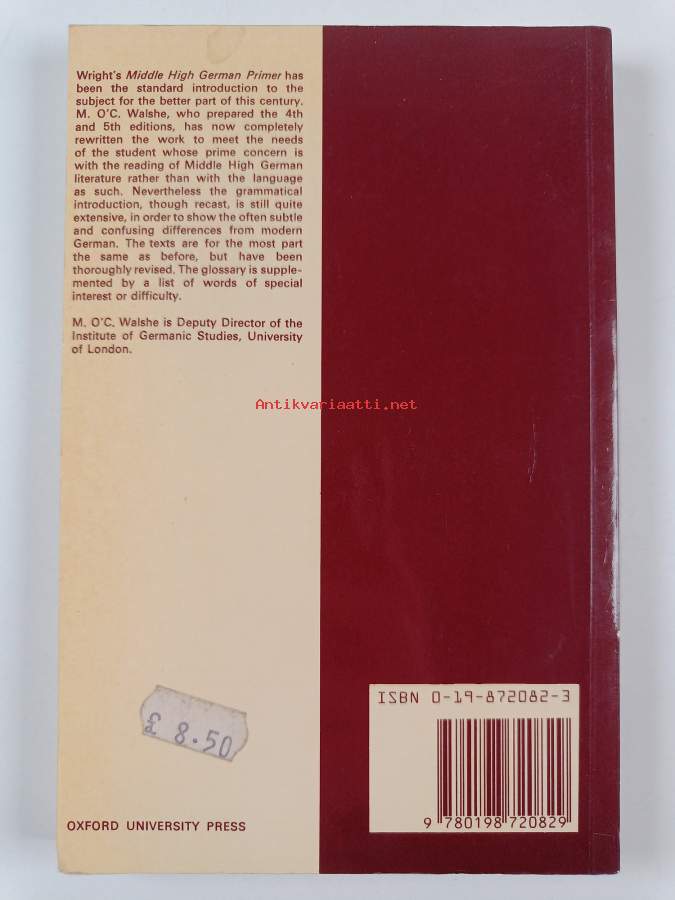 Wright's Middle High German Primer has
been the standard introduction to the
subject for the better part of this century.
M. O'C. Walshe, who prepared the 4th
and 5th editions, has now completely
rewritten the work to meet the needs
of the student whose prime concern is
with the reading of Middle High German
literature rather than with the language
as such. Nevertheless the grammatical
introduction, though recast, is still quite
extensive, in order to show the often subtle
and confusing differences from modern
German. The texts are for the most part
the same as before, but have been
thoroughly revised. The glossary is supple-
mented by a list of words of special
interest or difficulty.
M. O'C. Walshe is Deputy Director of the
Institute of Germanic Studies, University
of London.
Antikvariaatti.net
£ 8.50
OXFORD UNIVERSITY PRESS
ISBN 0-19-872082-3
9 780198 720829